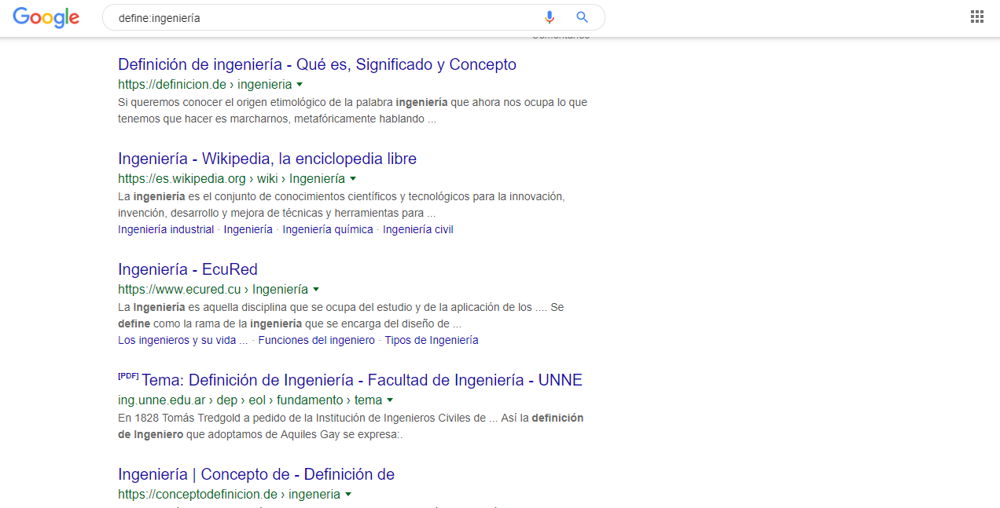 Google
define:ingeniería
Comentarios
Definición de ingeniería - Qué es, Significado y Concepto
https://definicion.de › ingenieria
Si queremos conocer el origen etimológico de la palabra ingeniería que ahora nos ocupa lo que
tenemos que hacer es marcharnos, metafóricamente hablando ...
Ingeniería - Wikipedia, la enciclopedia libre
https://es.wikipedia.org › wiki › Ingeniería
La ingeniería es el conjunto de conocimientos científicos y tecnológicos para la innovación,
invención, desarrollo y mejora de técnicas y herramientas para ...
Ingeniería industrial · Ingeniería · Ingeniería química · Ingeniería civil
Ingeniería - EcuRed
https://www.ecured.cu › Ingeniería
La Ingeniería es aquella disciplina que se ocupa del estudio y de la aplicación de los .... Se
define como la rama de la ingeniería que se encarga del diseño de ...
Los ingenieros y su vida ... · Funciones del ingeniero · Tipos de Ingeniería
[PDF] Tema: Definición de Ingeniería - Facultad de Ingeniería - UNNE
ing.unne.edu.ar › dep › eol › fundamento › tema
En 1828 Tomás Tredgold a pedido de la Institución de Ingenieros Civiles de ... Así la definición
de Ingeniero que adoptamos de Aquiles Gay se expresa:.
Ingeniería | Concepto de - Definición de
https://conceptodefinicion.de › ingeneria